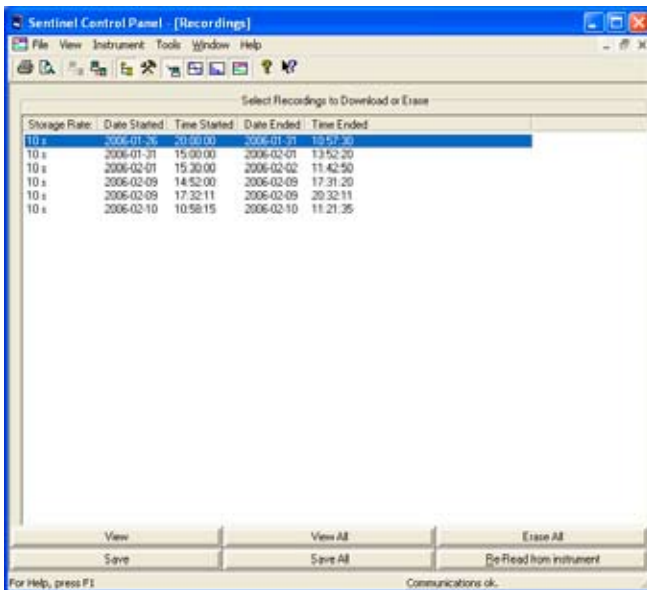 Sentinel Control Panel - [Recordings]
File View Instrument Tools Window Help
Select Recordings to Download or Erase
Storage Rate: Date Started Time Started Date Ended Time Ended
10 s 2006-01-26 20:00:00 2006-01-31 10:57:30
10 s 2006-01-31 15:00:00 2006-02-01 13:52:20
10 s 2006-02-01 15:30:00 2006-02-02 11:42:50
10 s 2006-02-09 14:52:00 2006-02-09 17:31:20
10 s 2006-02-09 17:32:11 2006-02-09 20:32:11
10 s 2006-02-10 10:58:15 2006-02-10 11:21:35
View View All Erase All
Save Save All Re-Read from instrument
For Help, press F1 Communications ok.